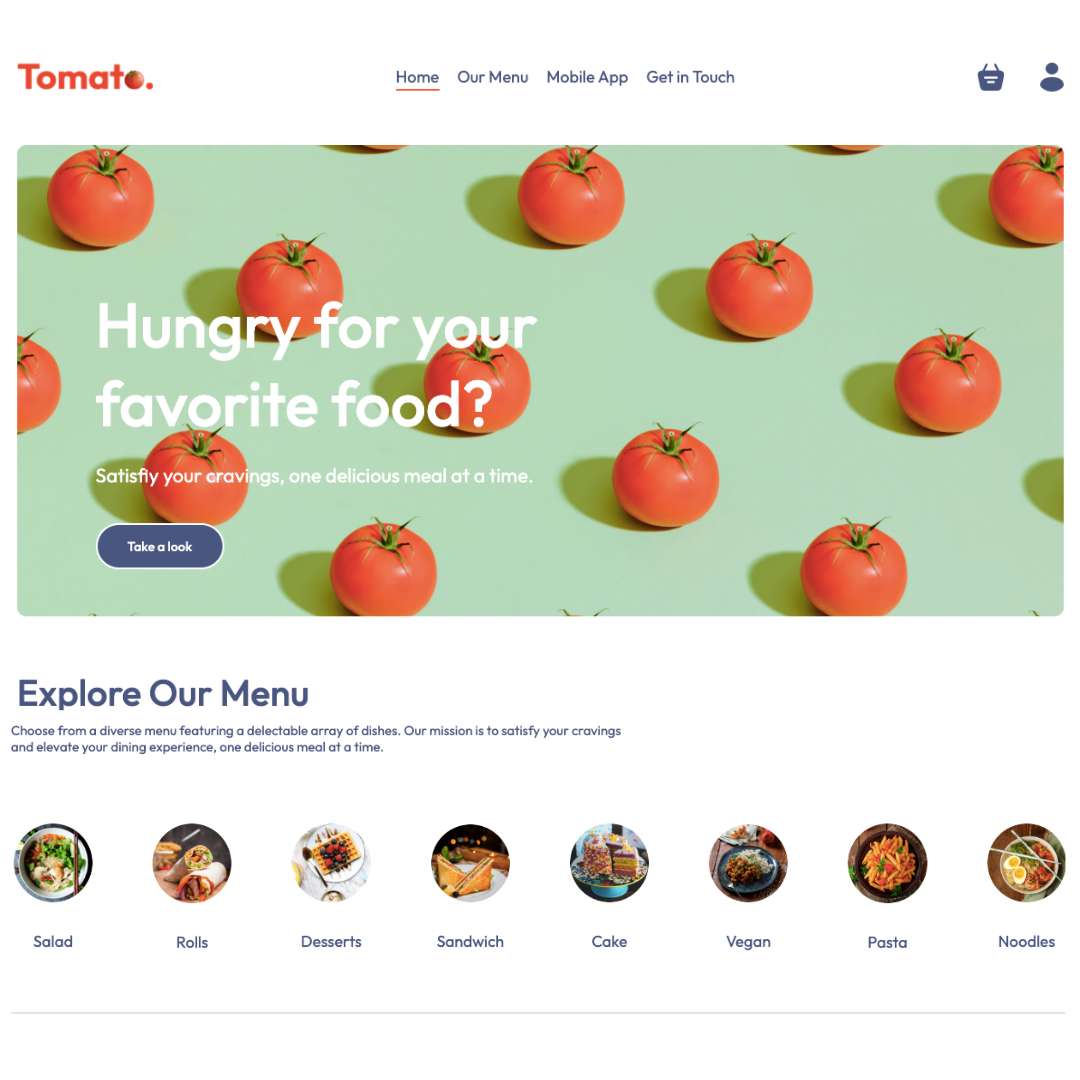 Tomato.
Home Our Menu Mobile App Get in Touch
Hungry for your
favorite food?
Satisfly your cravings, one delicious meal at a time.
Take a look
Explore Our Menu
Choose from a diverse menu featuring a delectable array of dishes. Our mission is to satisfy your cravings
and elevate your dining experience, one delicious meal at a time.
Salad Rolls Desserts Sandwich Cake Vegan Pasta Noodles